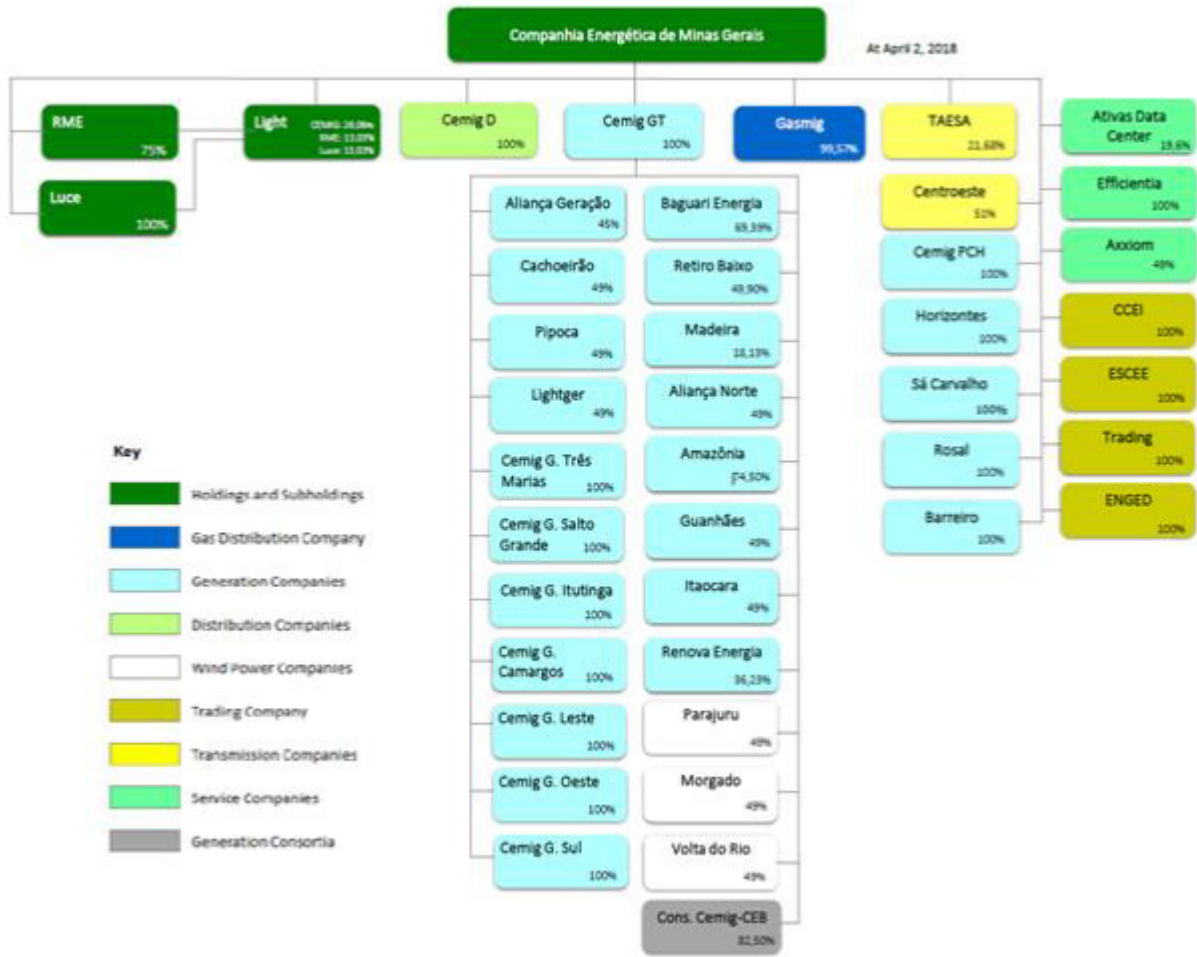 Companhia Energética de Minas Gerais
At April 2, 2018
RME
75%
Luce
100%
Light
CEMIG: 26,06%
RME: 13,03%
Luce: 13,03%
Cemig D
100%
Cemig GT
100%
Gasmig
99,57%
TAESA
21,68%
Ativas Data
Center
19,6%
Centroeste
51%
Efficientia
100%
Cemig PCH
100%
Axxiom
49%
Horizontes
100%
CCEI
100%
Sá Carvalho
100%
ESCEE
100%
Rosal
100%
Trading
100%
Barreiro
100%
ENGED
100%
Aliança Geração
45%
Baguari Energia
69,39%
Cachoeirão
49%
Retiro Baixo
49,90%
Pipoca
49%
Madeira
18,13%
Lightger
49%
Aliança Norte
49%
Cemig G. Três
Marias
100%
Amazônia
74,50%
Cemig G. Salto
Grande 100%
Guanhães
49%
Cemig G. Itutinga
100%
Itaocara
49%
Cemig G.
Camargos 100%
Renova Energia
36,23%
Cemig G. Leste
100%
Parajuru
49%
Cemig G. Oeste
100%
Morgado
49%
Cemig G. Sul
100%
Volta do Rio
49%
Cons. Cemig-CEB
82,50%
Key
Holdings and Subholdings
Gas Distribution Company
Generation Companies
Distribution Companies
Wind Power Companies
Trading Company
Transmission Companies
Service Companies
Generation Consortia